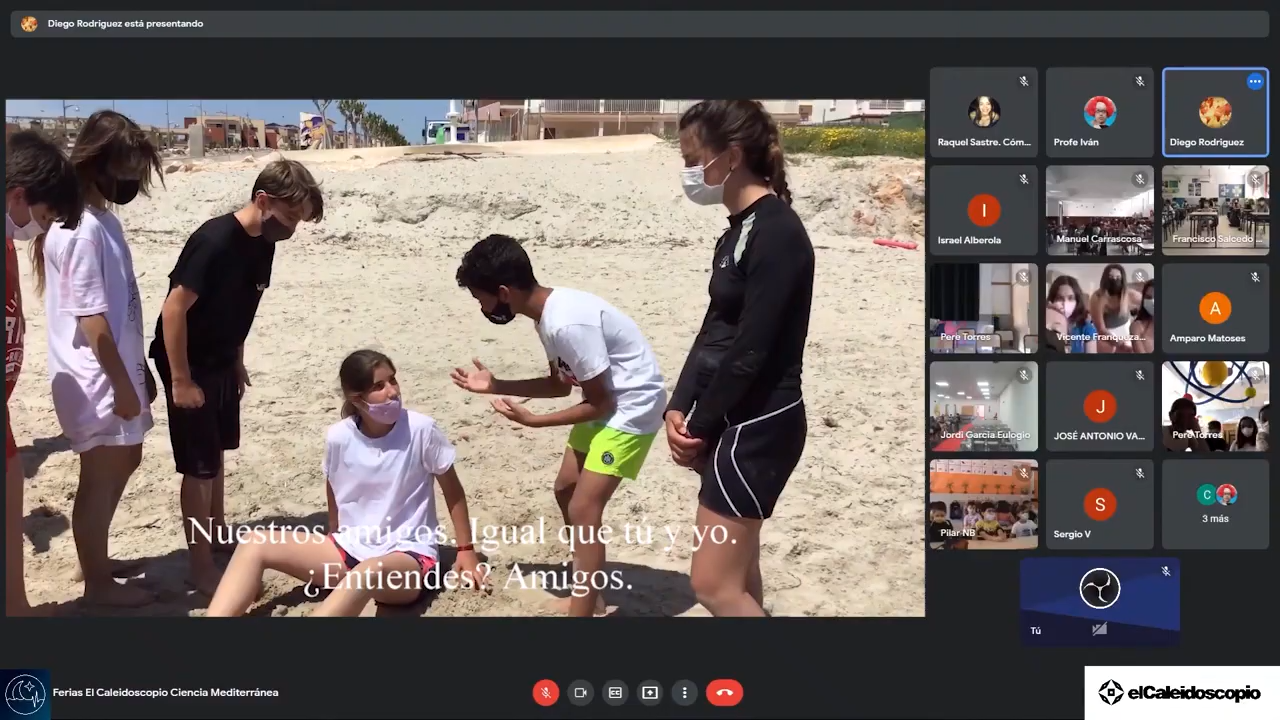 Diego Rodriguez está presentando
Raquel Sastre. Cóm...
Profe Iván
Diego Rodriguez
I
Israel Alberola
Manuel Carrascosa
Francisco Salcedo ...
Pere Torres
Vicente Franqueza...
A
Amparo Matoses
Jordi Garcia Eulogio
J
JOSÉ ANTONIO VA...
Pere Torres
Pilar NB
S
Sergio V
C
3 más
Tú
Nuestros amigos. Igual que tú y yo.
¿Entiendes? Amigos.
Ferias El Caleidoscopio Ciencia Mediterránea
elCaleidoscopio